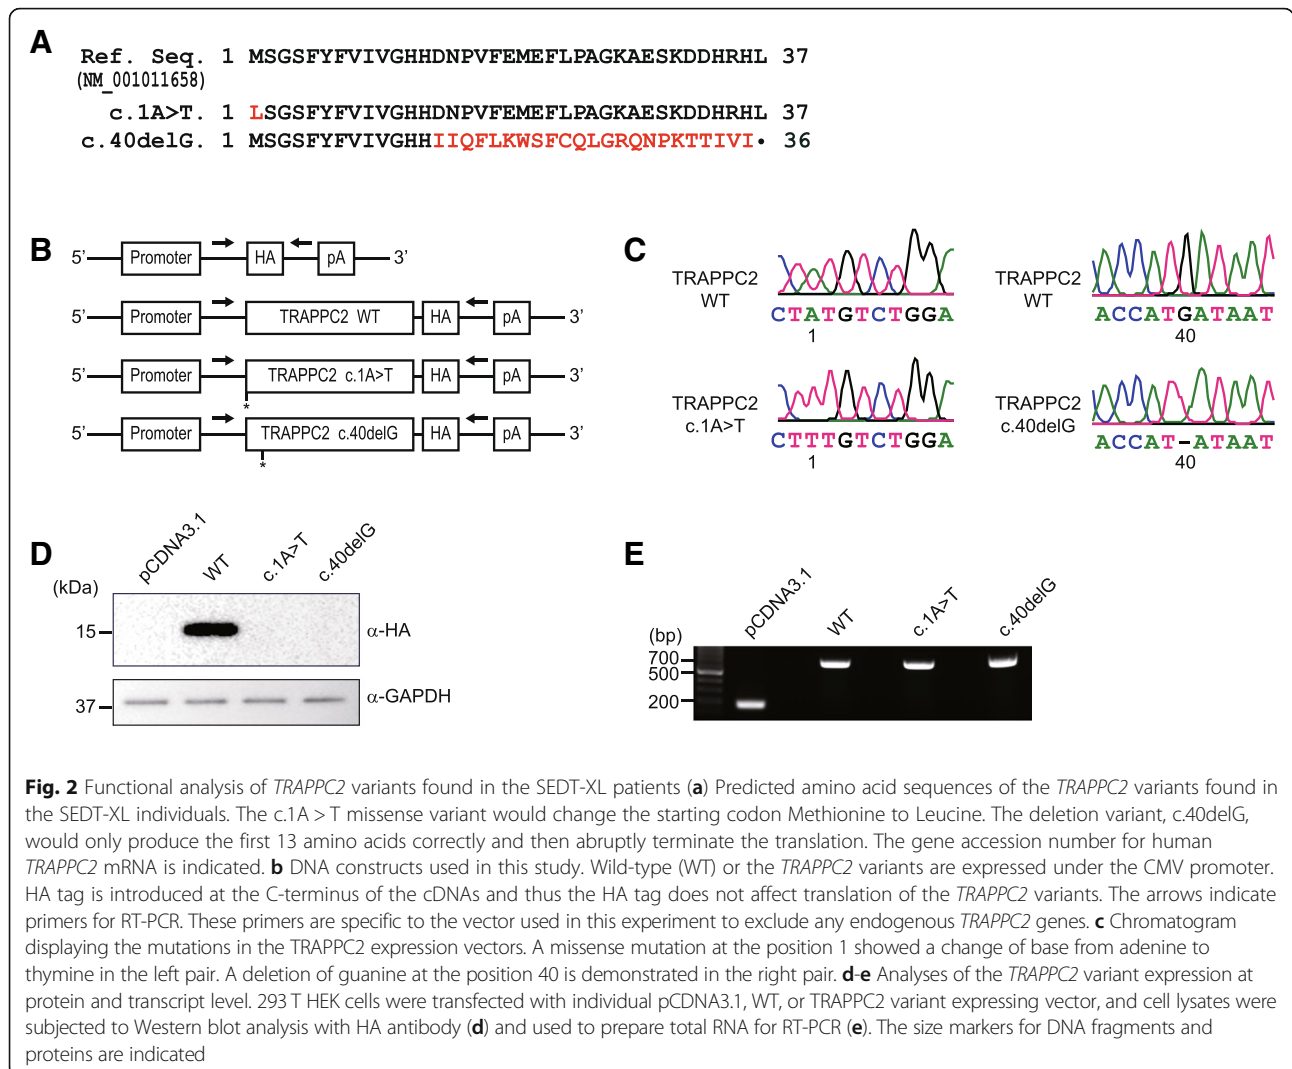 A
Ref. Seq. 1 MSGSFYFVIVGHHDNPVFEMEFLPAGKAESKDDHRHL 37
(NM_001011658)
c.1A>T. 1 LSGSFYFVIVGHHDNPVFEMEFLPAGKAESKDDHRHL 37
c.40delG. 1 MSGSFYFVIVGHHIIQFLKWSFCQLGRQNPKTTIVI• 36
B
5’ Promoter HA pA 3’
5’ Promoter TRAPPC2 WT HA pA 3’
5’ Promoter TRAPPC2 c.1A>T HA pA 3’
*
5’ Promoter TRAPPC2 c.40delG HA pA 3’
*
C
TRAPPC2
WT
CTATGTCTGGA
1
TRAPPC2
WT
ACCATGATAAT
40
TRAPPC2
c.1A>T
CTTTGTCTGGA
1
TRAPPC2
c.40delG
ACCAT-ATAAT
40
D
pCDNA3.1 WT c.1A>T c.40delG
(kDa)
15 α-HA
37 α-GAPDH
E
pCDNA3.1 WT c.1A>T c.40delG
(bp)
700
500
200
Fig. 2 Functional analysis of TRAPPC2 variants found in the SEDT-XL patients (a) Predicted amino acid sequences of the TRAPPC2 variants found in
the SEDT-XL individuals. The c.1A > T missense variant would change the starting codon Methionine to Leucine. The deletion variant, c.40delG,
would only produce the first 13 amino acids correctly and then abruptly terminate the translation. The gene accession number for human
TRAPPC2 mRNA is indicated. b DNA constructs used in this study. Wild-type (WT) or the TRAPPC2 variants are expressed under the CMV promoter.
HA tag is introduced at the C-terminus of the cDNAs and thus the HA tag does not affect translation of the TRAPPC2 variants. The arrows indicate
primers for RT-PCR. These primers are specific to the vector used in this experiment to exclude any endogenous TRAPPC2 genes. c Chromatogram
displaying the mutations in the TRAPPC2 expression vectors. A missense mutation at the position 1 showed a change of base from adenine to
thymine in the left pair. A deletion of guanine at the position 40 is demonstrated in the right pair. d-e Analyses of the TRAPPC2 variant expression at
protein and transcript level. 293 T HEK cells were transfected with individual pCDNA3.1, WT, or TRAPPC2 variant expressing vector, and cell lysates were
subjected to Western blot analysis with HA antibody (d) and used to prepare total RNA for RT-PCR (e). The size markers for DNA fragments and
proteins are indicated